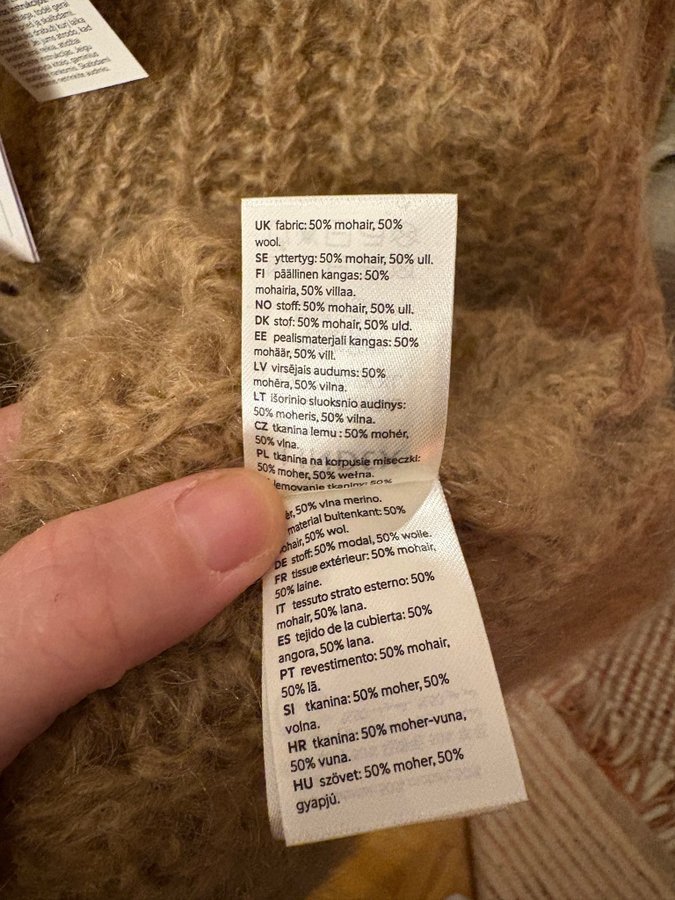 UK fabric: 50% mohair, 50%
wool.
SE yttertyg: 50% mohair, 50% ull.
FI päällinen kangas: 50%
mohairia, 50% villaa.
NO stoff: 50% mohair, 50% ull.
DK stof: 50% mohair, 50% uld.
EE pealismaterjali kangas: 50%
mohäär, 50% vill.
LV virsējais audums: 50%
mohēra, 50% vilna.
LT išorinio sluoksnio audinys:
50% moheris, 50% vilna.
CZ tkanina lemu : 50% mohér,
50% vlna.
PL tkanina na korpusie miseczki:
50% moher, 50% wełna.
lemowanie tkaniny: 50%
50% vlna merino.
material buitenkant: 50%
50% wol.
DE stoff: 50% modal, 50% wolle.
FR tissue extérieur: 50% mohair,
50% laine.
IT tessuto strato esterno: 50%
mohair, 50% lana.
ES tejido de la cubierta: 50%
angora, 50% lana.
PT revestimento: 50% mohair,
50% lã.
SI tkanina: 50% moher, 50%
volna.
HR tkanina: 50% moher-vuna,
50% vuna.
HU szövet: 50% moher, 50%
gyapjú.